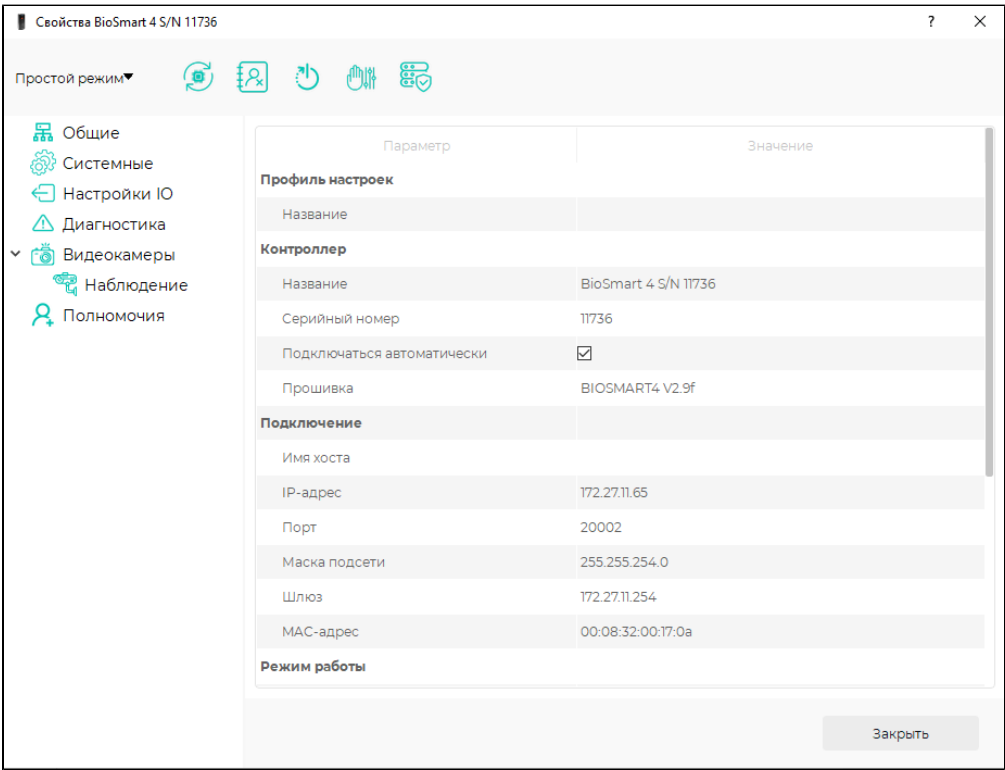 Свойства BioSmart 4 S/N 11736
?
Простой режим
Общие
Системные
Настройки IO
Диагностика
Видеокамеры
Наблюдение
Полномочия
Параметр Значение
Профиль настроек
Название
Контроллер
Название BioSmart 4 S/N 11736
Серийный номер 11736
Подключаться автоматически
Прошивка BIOSMART4 V2.9f
Подключение
Имя хоста
IP-адрес 172.27.11.65
Порт 20002
Маска подсети 255.255.254.0
Шлюз 172.27.11.254
MAC-адрес 00:08:32:00:17:0a
Режим работы
Закрыть